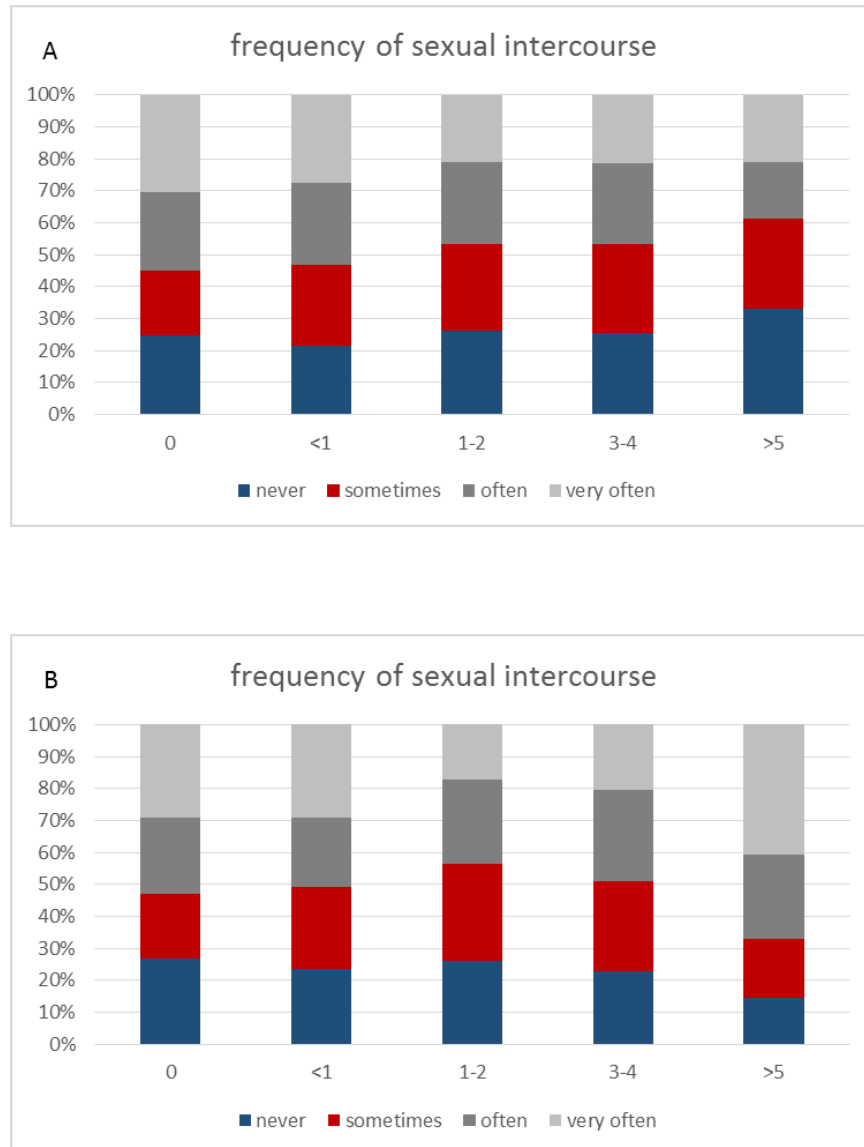 A
frequency of sexual intercourse
100%
90%
80%
70%
60%
50%
40%
30%
20%
10%
0%
0 <1 1-2 3-4 >5
never sometimes often very often
B
frequency of sexual intercourse
100%
90%
80%
70%
60%
50%
40%
30%
20%
10%
0%
0 <1 1-2 3-4 >5
never sometimes often very often